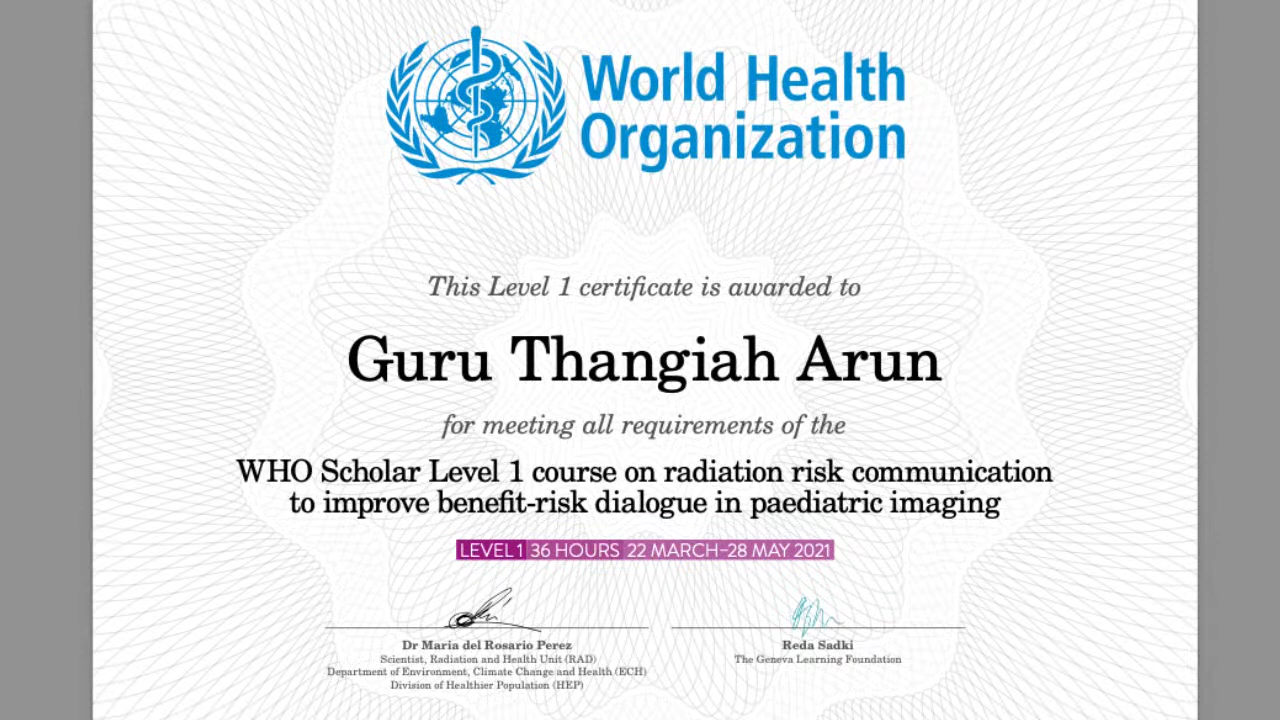 World Health
Organization
This Level 1 certificate is awarded to
Guru Thangiah Arun
for meeting all requirements of the
WHO Scholar Level 1 course on radiation risk communication
to improve benefit-risk dialogue in paediatric imaging
LEVEL 1 36 HOURS 22 MARCH–28 MAY 2021
Dr Maria del Rosario Perez
Scientist, Radiation and Health Unit (RAD)
Department of Environment, Climate Change and Health (ECH)
Division of Healthier Population (HEP)
Reda Sadki
The Geneva Learning Foundation